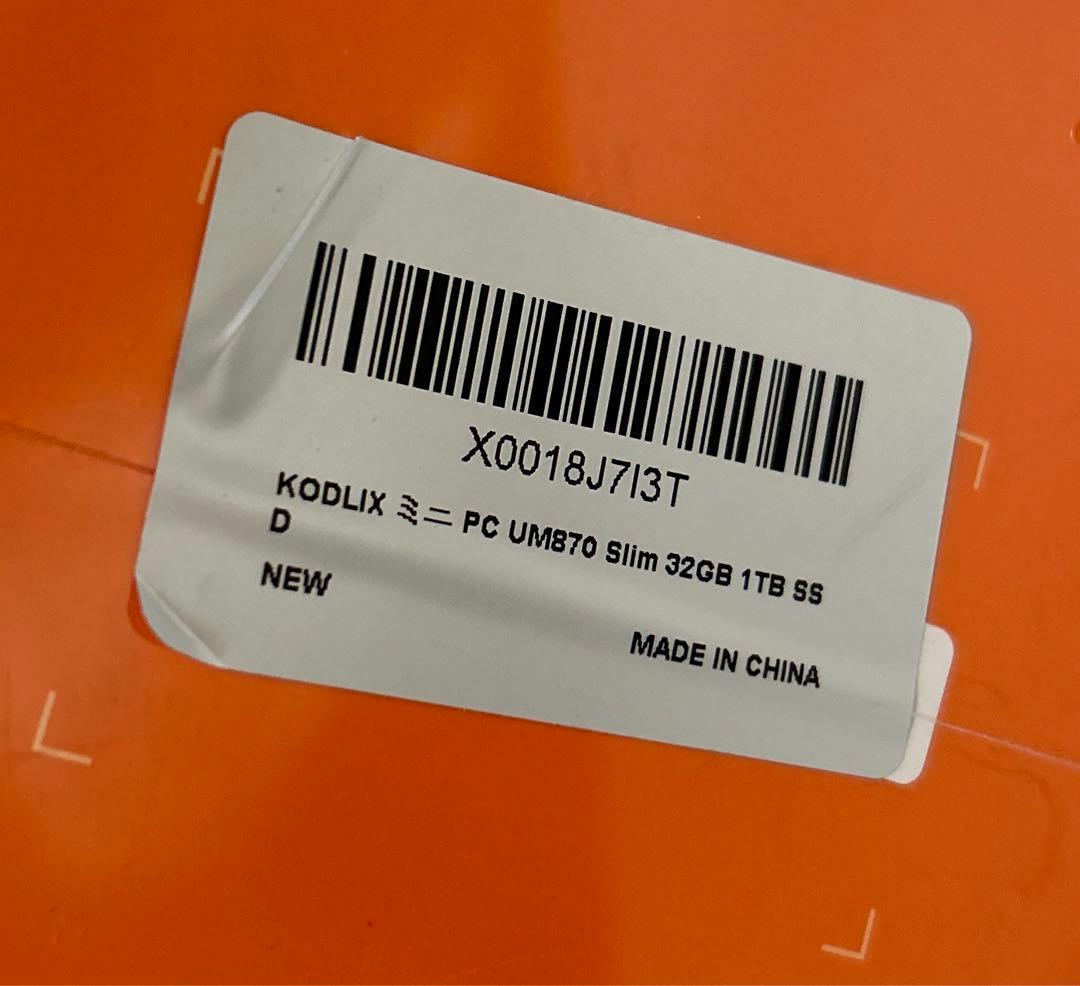 X0018J7I3T
KODLIX ミニ PC UM870 Slim 32GB 1TB SS
D
NEW
MADE IN CHINA